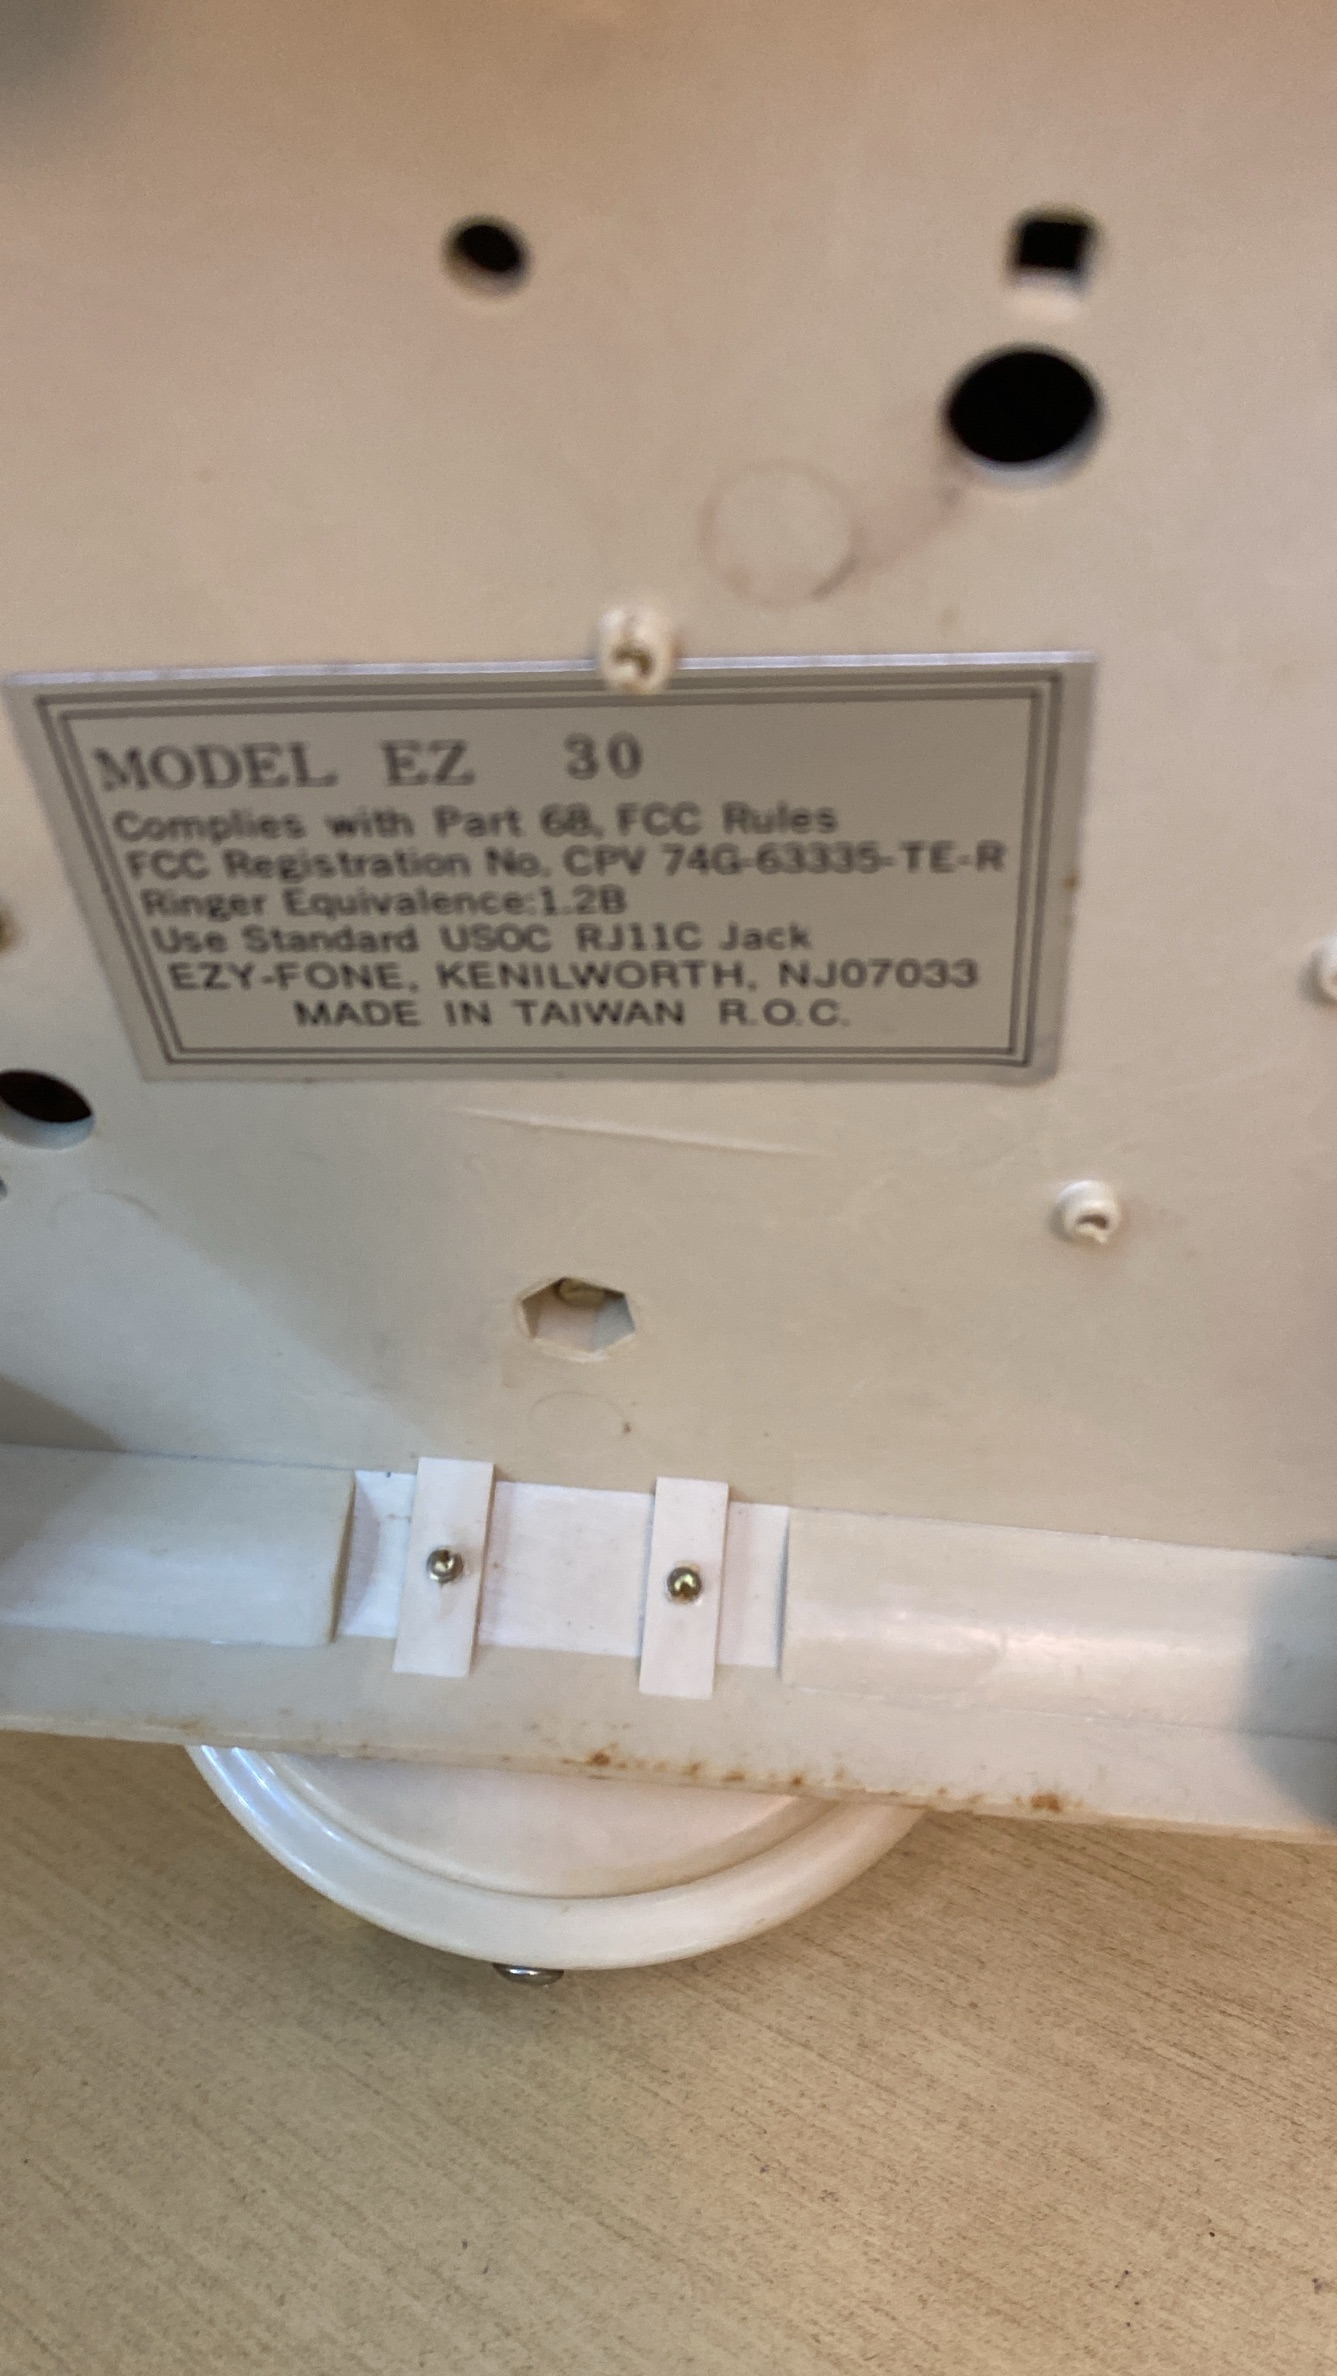 MODEL EZ 30
Complies with Part 68, FCC Rules
FCC Registration No. CPV 74G-63335-TE-R
Ringer Equivalence:1.2B
Use Standard USOC RJ11C Jack
EZY-FONE, KENILWORTH, NJ07033
MADE IN TAIWAN R.O.C.